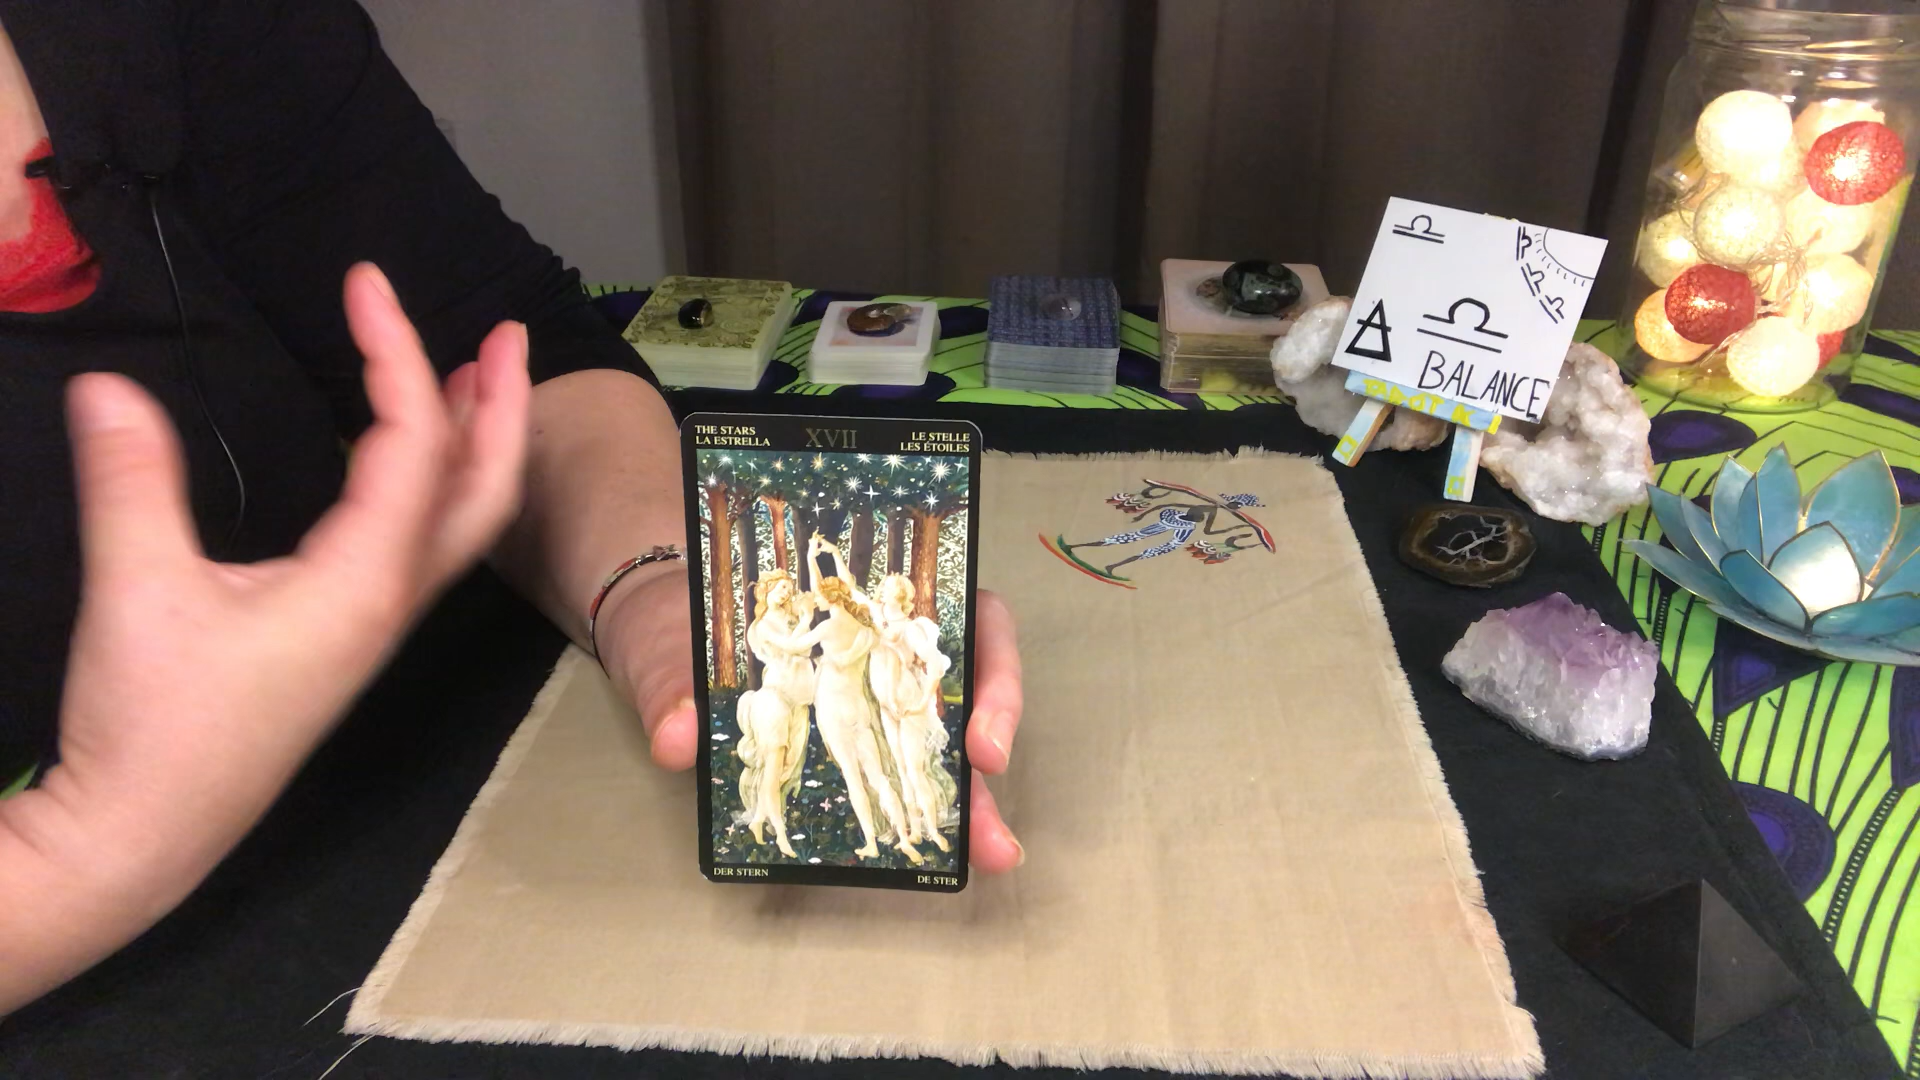 THE STARS
LA ESTRELLA
XVII
LE STELLE
LES ÉTOILES
DER STERN
DE STER
♎
♎
BALANCE